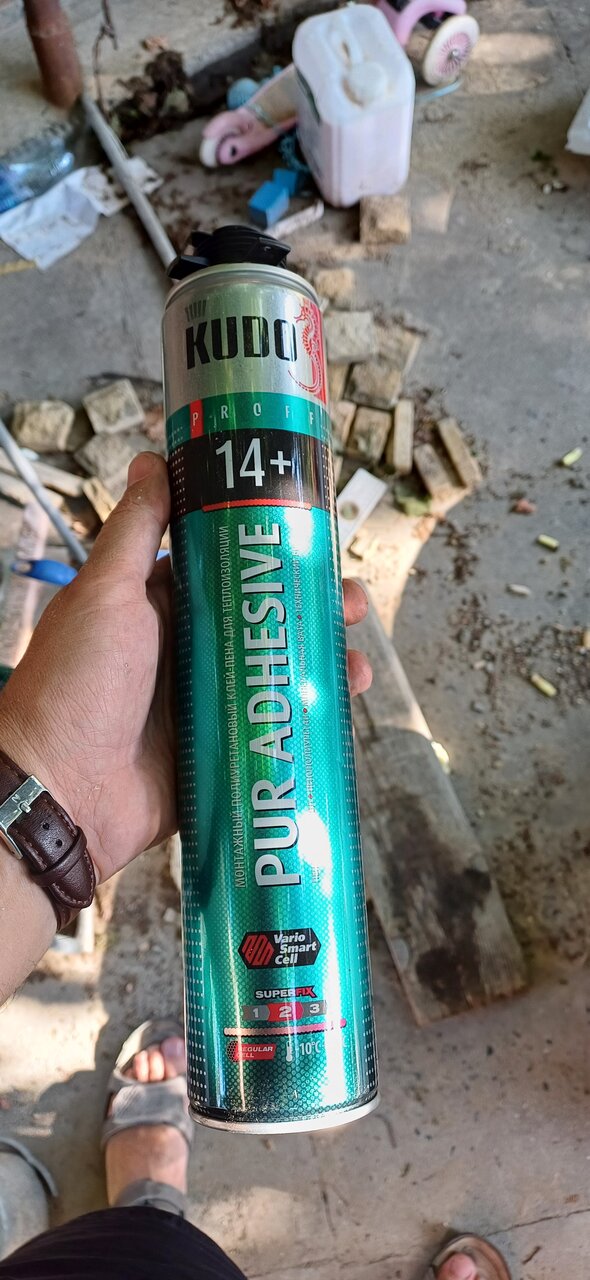 KUDO
PROFF
14+
МОНТАЖНЫЙ ПОЛИУРЕТАНОВЫЙ КЛЕЙ-ПЕНА ДЛЯ ТЕПЛОИЗОЛЯЦИИ
PUR ADHESIVE
Vario
Smart
Cell
SUPERFIX
1 2 3
REGULAR
CELL
-10°C